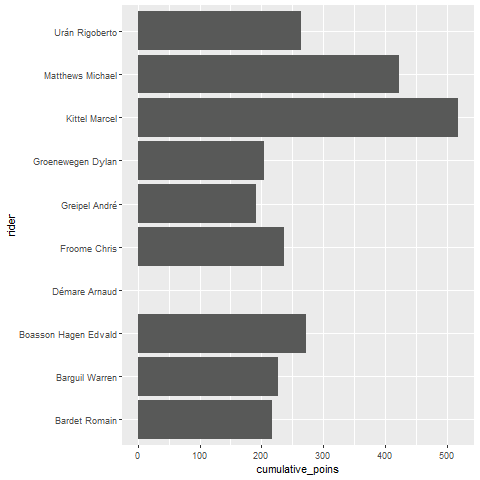 Urán Rigoberto
Matthews Michael
Kittel Marcel
Groenewegen Dylan
Greipel André
Froome Chris
Démare Arnaud
Boasson Hagen Edvald
Barguil Warren
Bardet Romain
rider
0 100 200 300 400 500
cumulative_poins